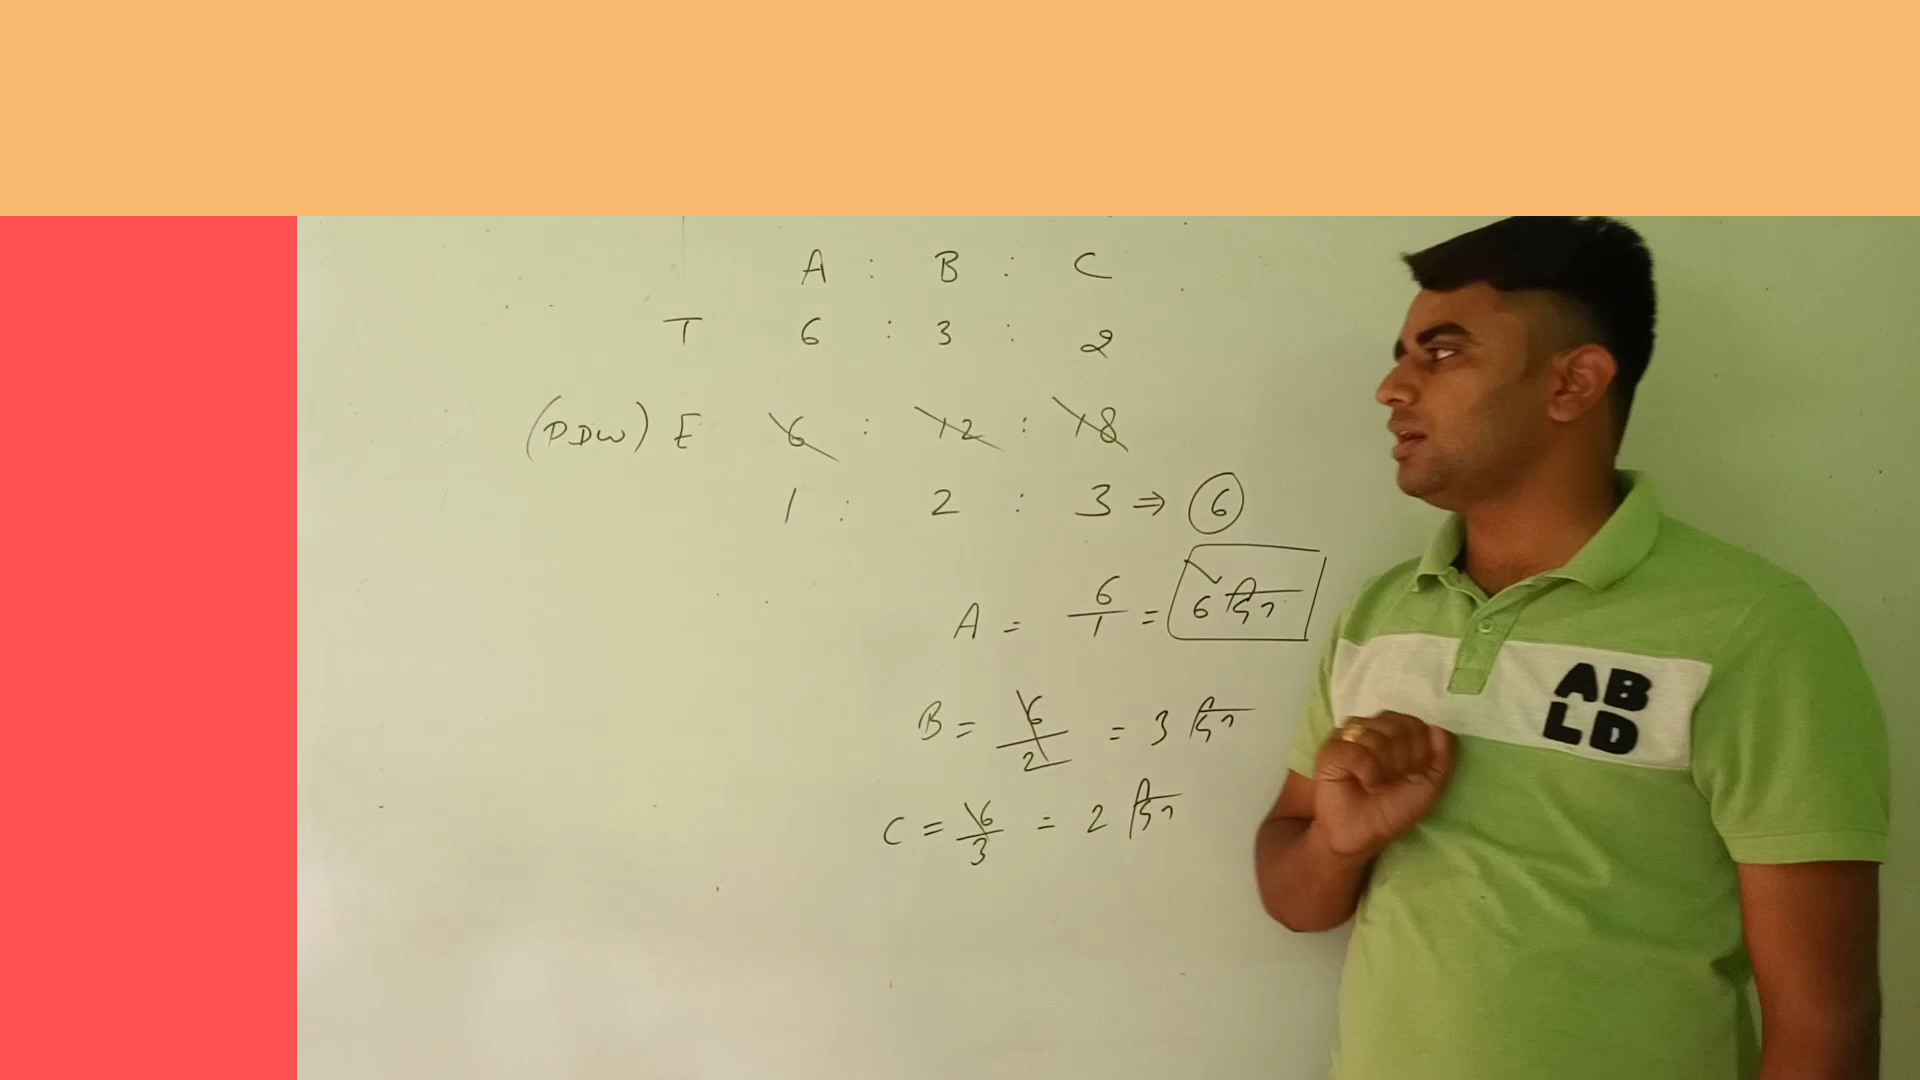 A : B : C
T 6 : 3 : 2
(PDW) E 6 : 12 : 18
1 : 2 : 3 ⇒ 6
A = 6/1 = 6 दिन
B = 6/2 = 3 दिन
C = 6/3 = 2 दिन
AB
LD